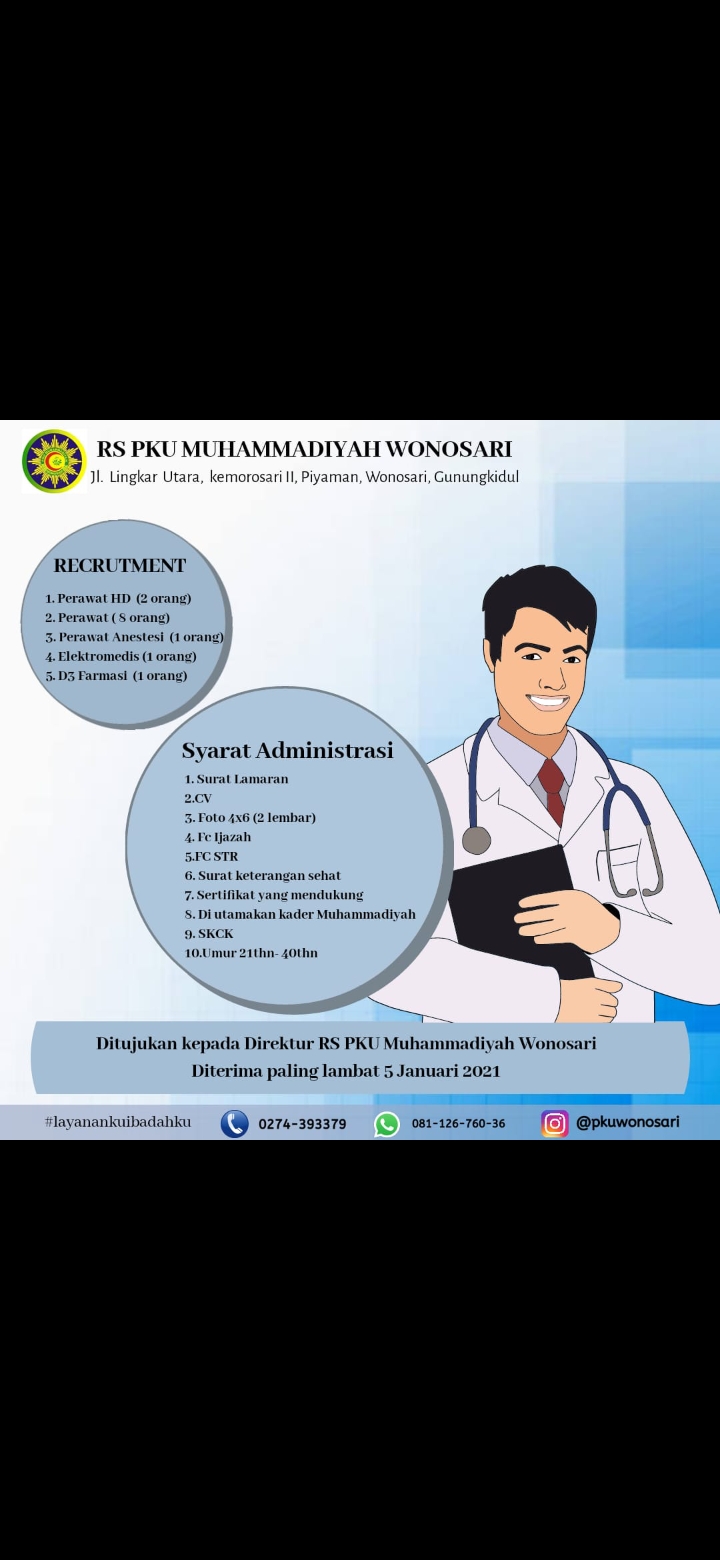 RS PKU MUHAMMADIYAH WONOSARI
Jl. Lingkar Utara, kemorosari II, Piyaman, Wonosari, Gunungkidul
RECRUTMENT
1. Perawat HD (2 orang)
2. Perawat ( 8 orang)
3. Perawat Anestesi (1 orang)
4. Elektromedis (1 orang)
5. D3 Farmasi (1 orang)
Syarat Administrasi
1. Surat Lamaran
2.CV
3. Foto 4x6 (2 lembar)
4. Fc Ijazah
5.FC STR
6. Surat keterangan sehat
7. Sertifikat yang mendukung
8. Di utamakan kader Muhammadiyah
9. SKCK
10.Umur 21thn- 40thn
Ditujukan kepada Direktur RS PKU Muhammadiyah Wonosari
Diterima paling lambat 5 Januari 2021
#layanankuibadahku 0274-393379 081-126-760-36 @pkuwonosari